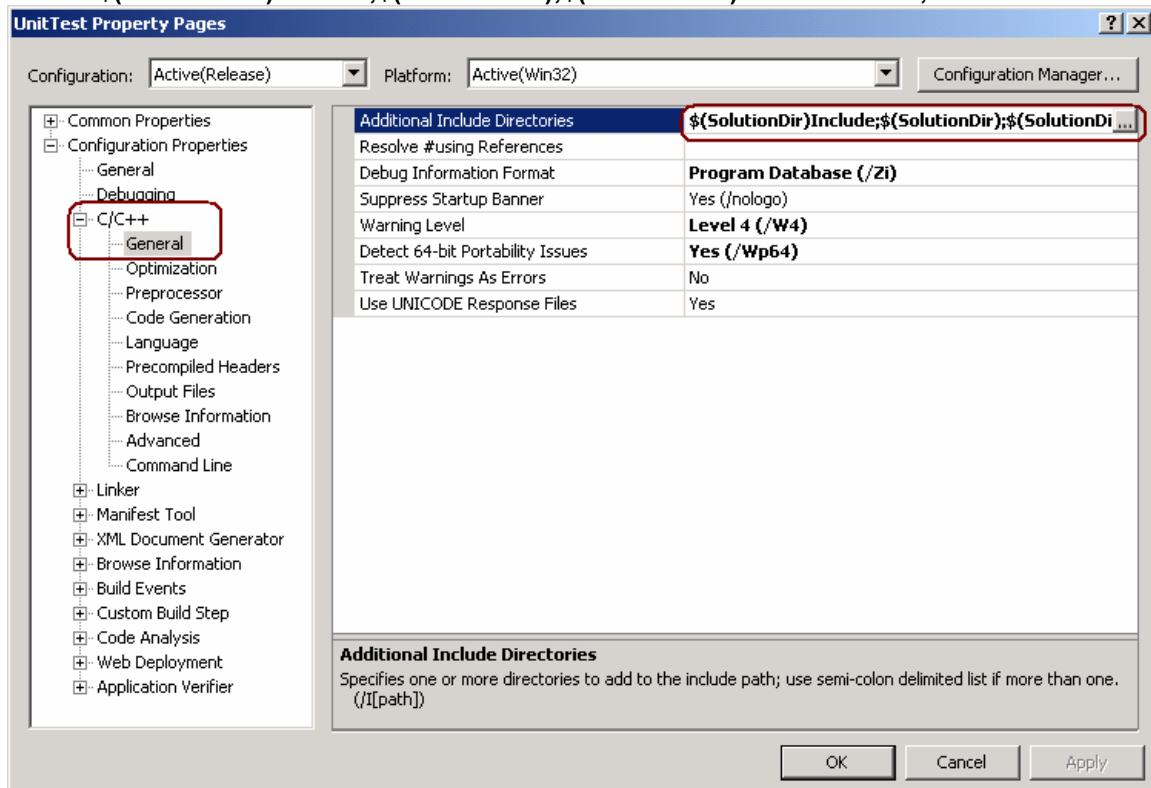 UnitTest Property Pages
Configuration: Active(Release) Platform: Active(Win32) Configuration Manager...
Common Properties
Configuration Properties
General
Debugging
C/C++
General
Optimization
Preprocessor
Code Generation
Language
Precompiled Headers
Output Files
Browse Information
Advanced
Command Line
Linker
Manifest Tool
XML Document Generator
Browse Information
Build Events
Custom Build Step
Code Analysis
Web Deployment
Application Verifier
Additional Include Directories $(SolutionDir)Include;$(SolutionDir);$(SolutionDi ...
Resolve #using References
Debug Information Format Program Database (/Zi)
Suppress Startup Banner Yes (/nologo)
Warning Level Level 4 (/W4)
Detect 64-bit Portability Issues Yes (/Wp64)
Treat Warnings As Errors No
Use UNICODE Response Files Yes
Additional Include Directories
Specifies one or more directories to add to the include path; use semi-colon delimited list if more than one.
(/I[path])
OK Cancel Apply